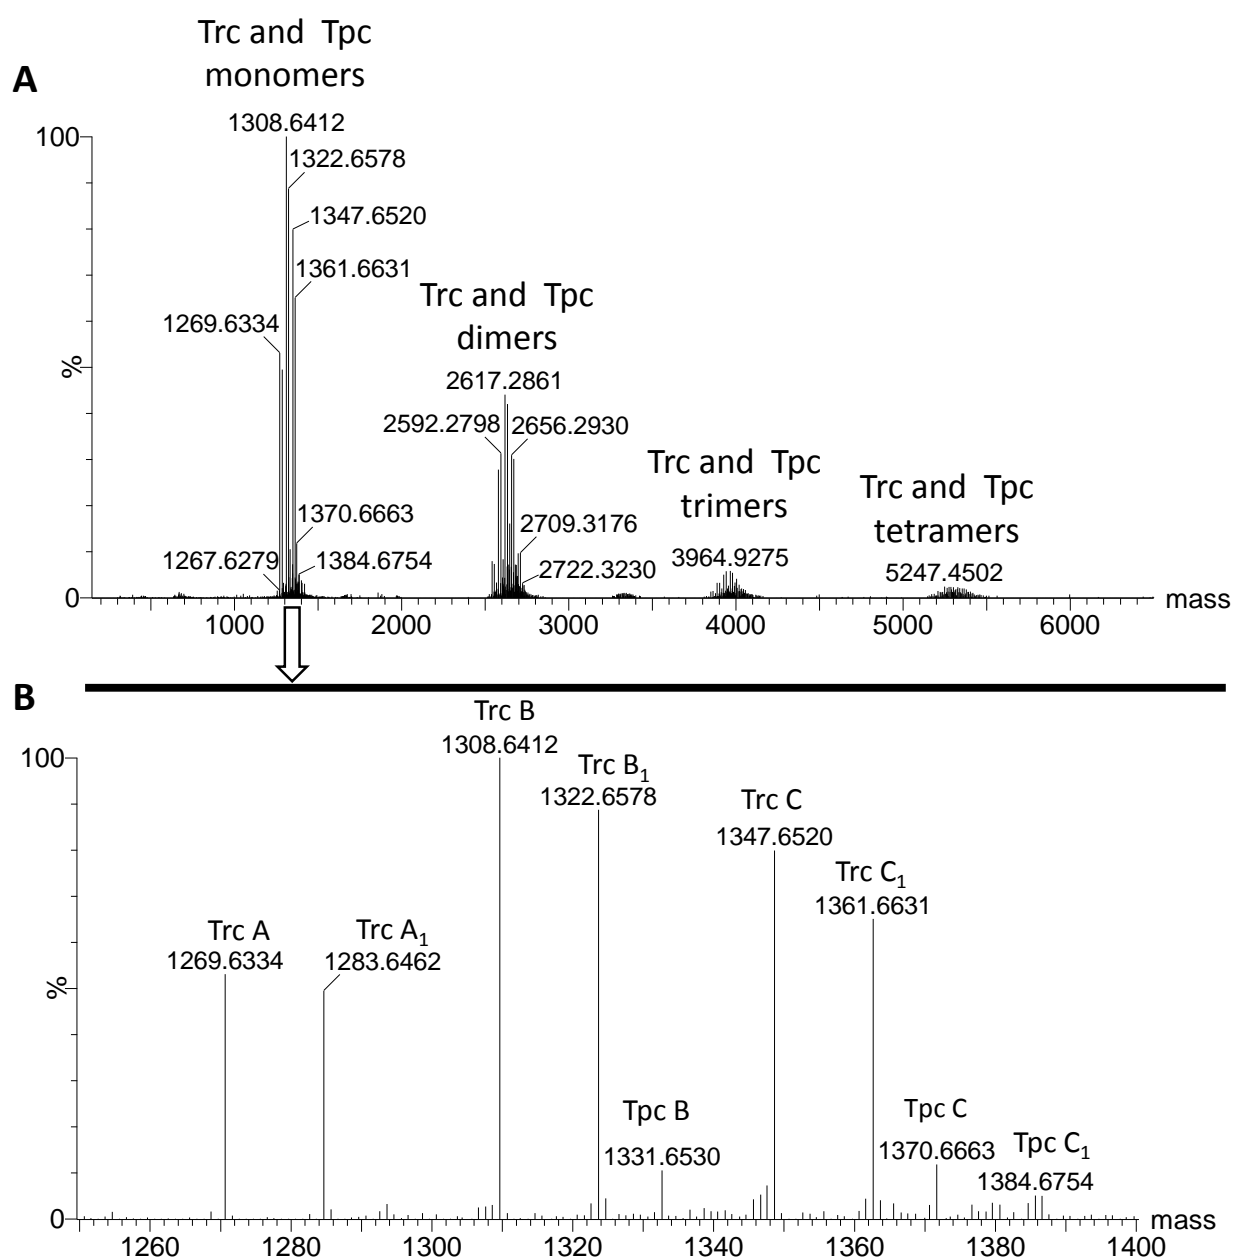 Trc and Tpc
monomers
A
1308.6412
100
1322.6578
1347.6520
1361.6631
Trc and Tpc
dimers
1269.6334
%
2617.2861
2592.2798
2656.2930
Trc and Tpc
trimers
Trc and Tpc
tetramers
1370.6663
2709.3176
3964.9275
1267.6279
1384.6754
2722.3230
5247.4502
0
mass
1000 2000 3000 4000 5000 6000
B
Trc B
1308.6412
100
Trc B1
1322.6578
Trc C
1347.6520
Trc C1
1361.6631
Trc A
1269.6334
Trc A1
1283.6462
%
Tpc B
1331.6530
Tpc C
1370.6663
Tpc C1
1384.6754
0
mass
1260 1280 1300 1320 1340 1360 1380 1400